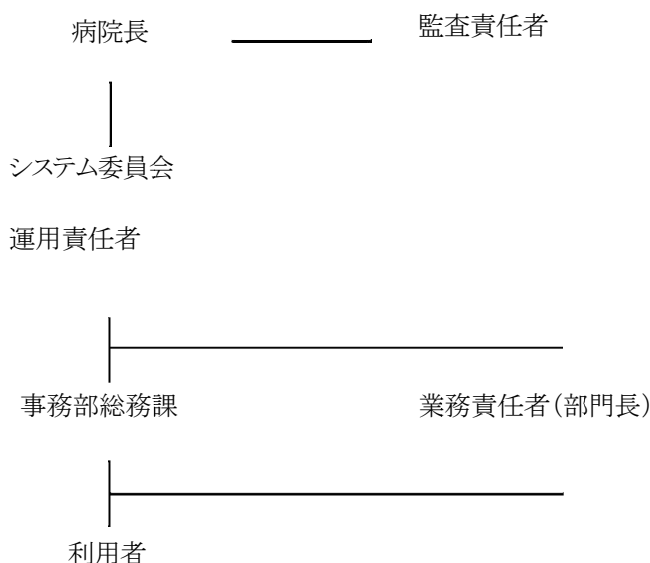 病院長
監査責任者
システム委員会
運用責任者
事務部総務課
業務責任者(部門長)
利用者